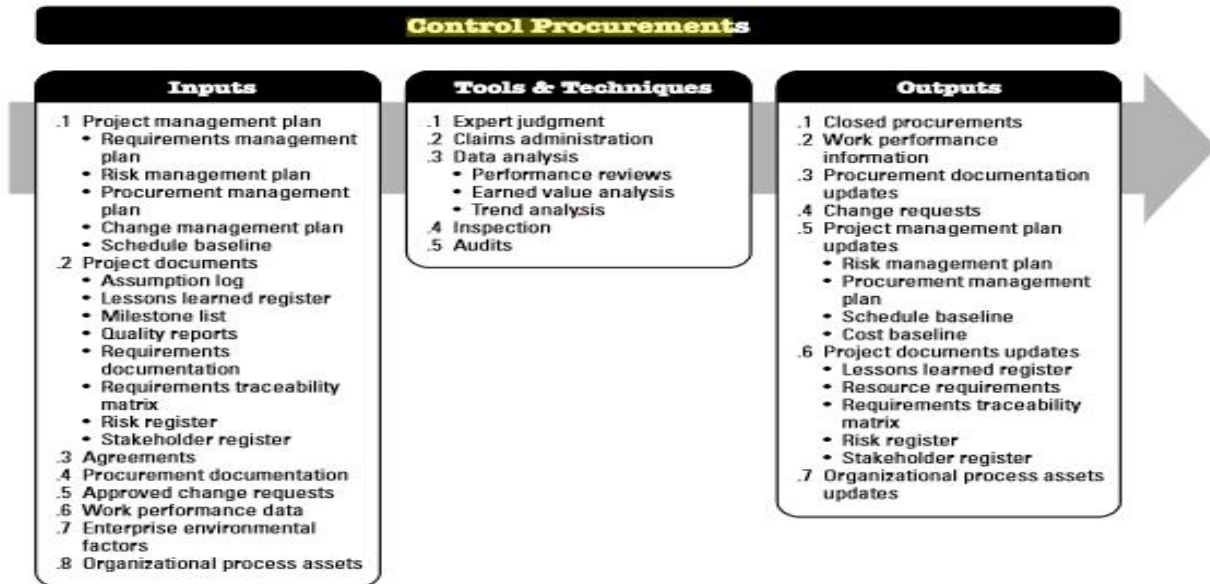 Control Procurements
Inputs
.1 Project management plan
• Requirements management
plan
• Risk management plan
• Procurement management
plan
• Change management plan
• Schedule baseline
.2 Project documents
• Assumption log
• Lessons learned register
• Milestone list
• Quality reports
• Requirements
documentation
• Requirements traceability
matrix
• Risk register
• Stakeholder register
.3 Agreements
.4 Procurement documentation
.5 Approved change requests
.6 Work performance data
.7 Enterprise environmental
factors
.8 Organizational process assets
Tools & Techniques
.1 Expert judgment
.2 Claims administration
.3 Data analysis
• Performance reviews
• Earned value analysis
• Trend analysis
.4 Inspection
.5 Audits
Outputs
.1 Closed procurements
.2 Work performance
information
.3 Procurement documentation
updates
.4 Change requests
.5 Project management plan
updates
• Risk management plan
• Procurement management
plan
• Schedule baseline
• Cost baseline
.6 Project documents updates
• Lessons learned register
• Resource requirements
• Requirements traceability
matrix
• Risk register
• Stakeholder register
.7 Organizational process assets
updates